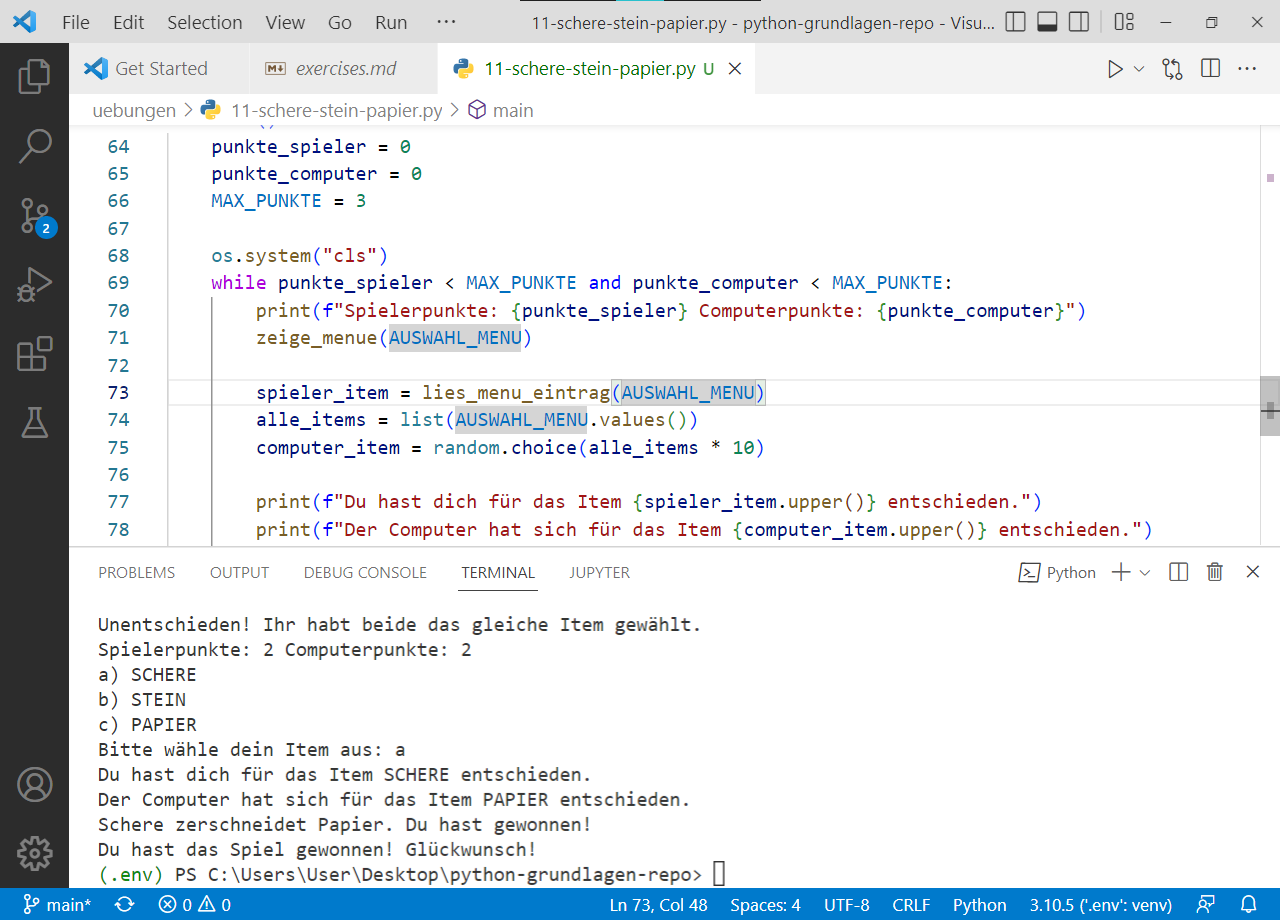 File Edit Selection View Go Run ··· 11-schere-stein-papier.py - python-grundlagen-repo - Visu...
Get Started exercises.md 11-schere-stein-papier.py U
uebungen > 11-schere-stein-papier.py > main
64 punkte_spieler = 0
65 punkte_computer = 0
66 MAX_PUNKTE = 3
67
68 os.system("cls")
69 while punkte_spieler < MAX_PUNKTE and punkte_computer < MAX_PUNKTE:
70 print(f"Spielerpunkte: {punkte_spieler} Computerpunkte: {punkte_computer}")
71 zeige_menue(AUSWAHL_MENU)
72
73 spieler_item = lies_menu_eintrag(AUSWAHL_MENU)
74 alle_items = list(AUSWAHL_MENU.values())
75 computer_item = random.choice(alle_items * 10)
76
77 print(f"Du hast dich für das Item {spieler_item.upper()} entschieden.")
78 print(f"Der Computer hat sich für das Item {computer_item.upper()} entschieden.")
PROBLEMS OUTPUT DEBUG CONSOLE TERMINAL JUPYTER Python
Unentschieden! Ihr habt beide das gleiche Item gewählt.
Spielerpunkte: 2 Computerpunkte: 2
a) SCHERE
b) STEIN
c) PAPIER
Bitte wähle dein Item aus: a
Du hast dich für das Item SCHERE entschieden.
Der Computer hat sich für das Item PAPIER entschieden.
Schere zerschneidet Papier. Du hast gewonnen!
Du hast das Spiel gewonnen! Glückwunsch!
(.env) PS C:\Users\User\Desktop\python-grundlagen-repo>
2
main* 0 0 Ln 73, Col 48 Spaces: 4 UTF-8 CRLF Python 3.10.5 ('.env': venv)